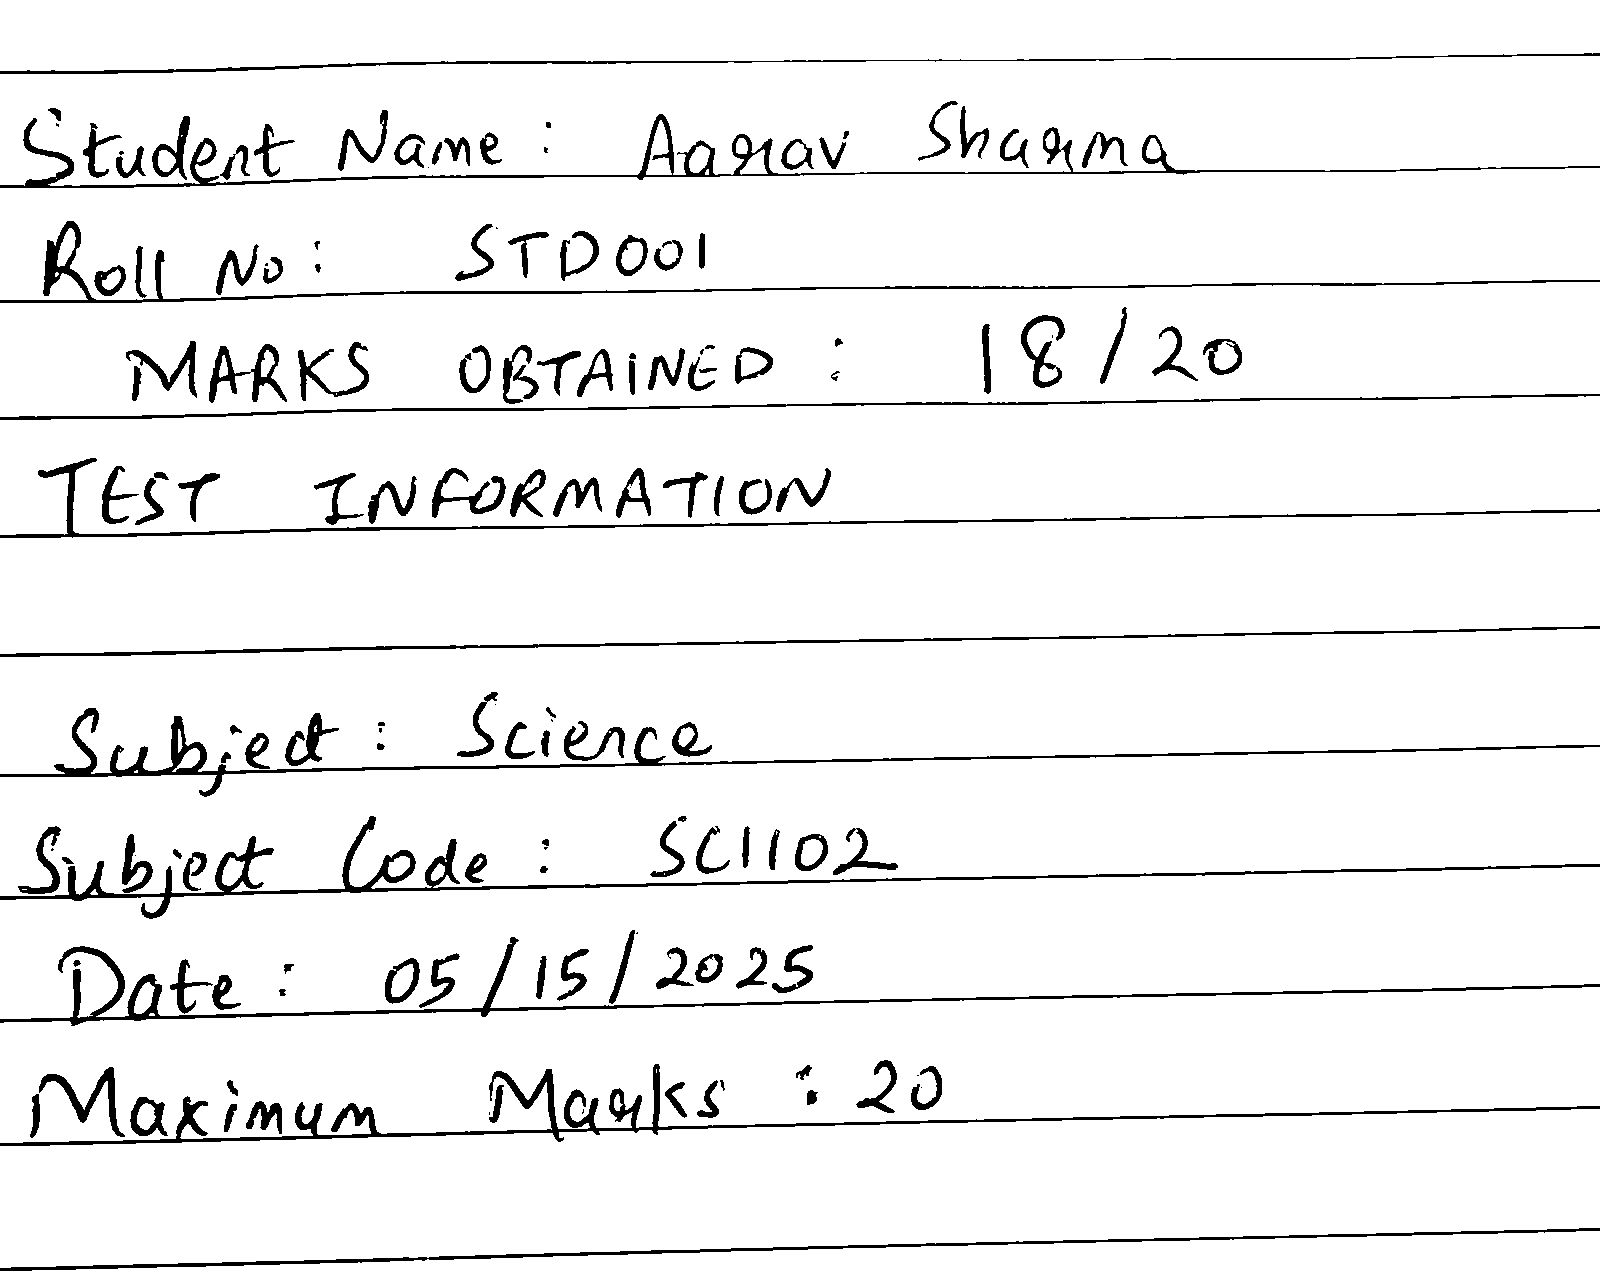 Student Name : Aarav Sharma
Roll No : STD001
MARKS OBTAINED : 18/20
TEST INFORMATION
Subject : Science
Subject Code : SCI102
Date : 05/15/2025
Maximum Marks : 20